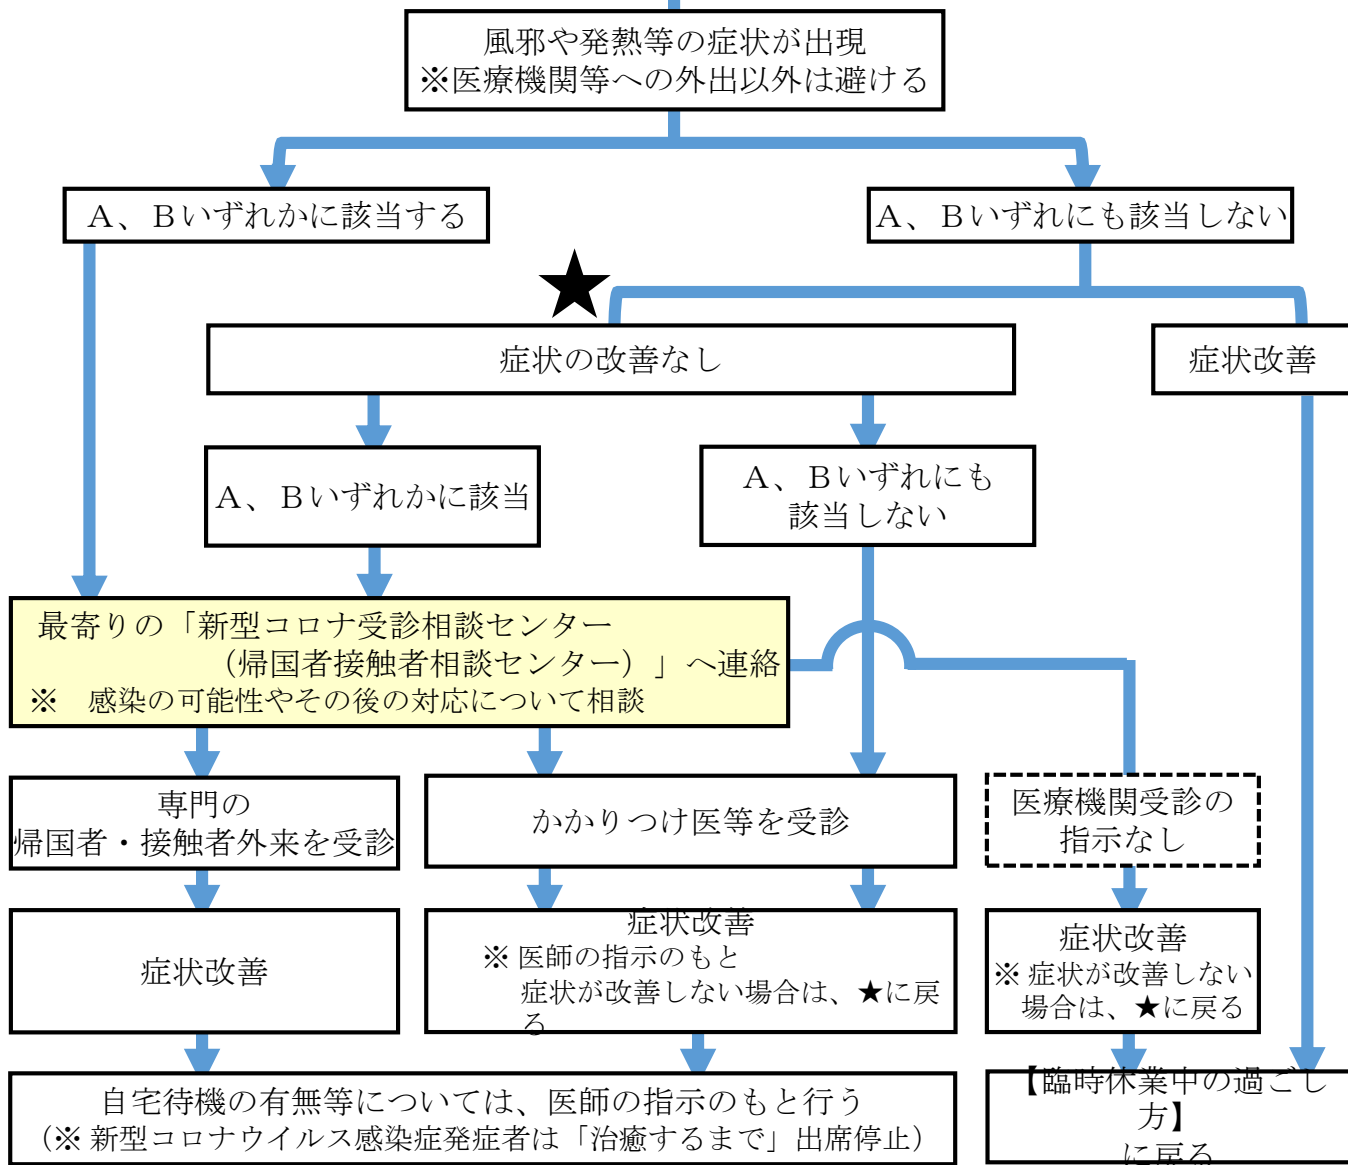 風邪や発熱等の症状が出現
※医療機関等への外出以外は避ける
A、Bいずれかに該当する
A、Bいずれにも該当しない
★
症状の改善なし
症状改善
A、Bいずれかに該当
A、Bいずれにも
該当しない
最寄りの「新型コロナ受診相談センター
（帰国者接触者相談センター）」へ連絡
※　感染の可能性やその後の対応について相談
専門の
帰国者・接触者外来を受診
かかりつけ医等を受診
医療機関受診の
指示なし
症状改善
症状改善
※ 医師の指示のもと
症状が改善しない場合は、★に戻
る
症状改善
※ 症状が改善しない
場合は、★に戻る
自宅待機の有無等については、医師の指示のもと行う
（※ 新型コロナウイルス感染症発症者は「治癒するまで」出席停止）
【臨時休業中の過ごし
方】
に戻る